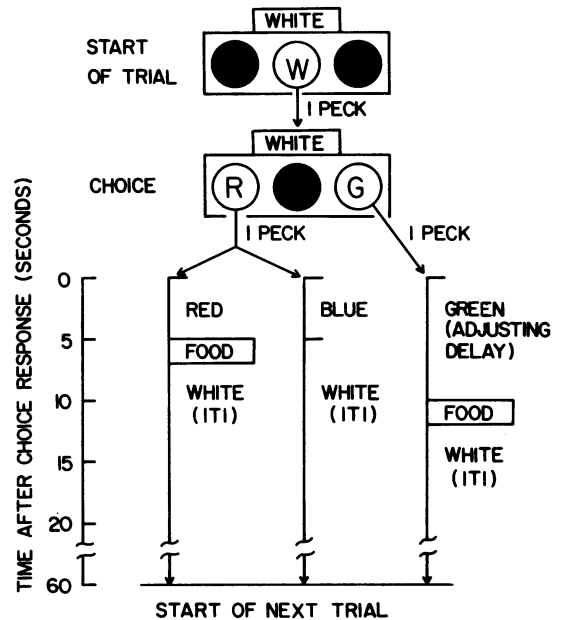 WHITE
START
OF TRIAL
W
1 PECK
WHITE
CHOICE
R
G
1 PECK
1 PECK
TIME AFTER CHOICE RESPONSE (SECONDS)
0
5
10
15
20
60
RED
FOOD
WHITE
(ITI)
BLUE
WHITE
(ITI)
GREEN
(ADJUSTING
DELAY)
FOOD
WHITE
(ITI)
START OF NEXT TRIAL